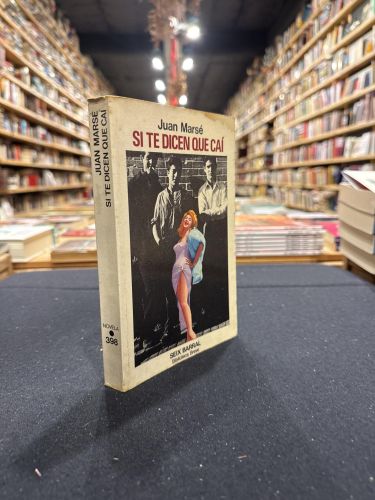 Juan Marsé
SI TE DICEN QUE CAÍ
SEIX BARRAL
Biblioteca Breve
JUAN MARSÉ
SI TE DICEN QUE CAÍ
NOVELA
398